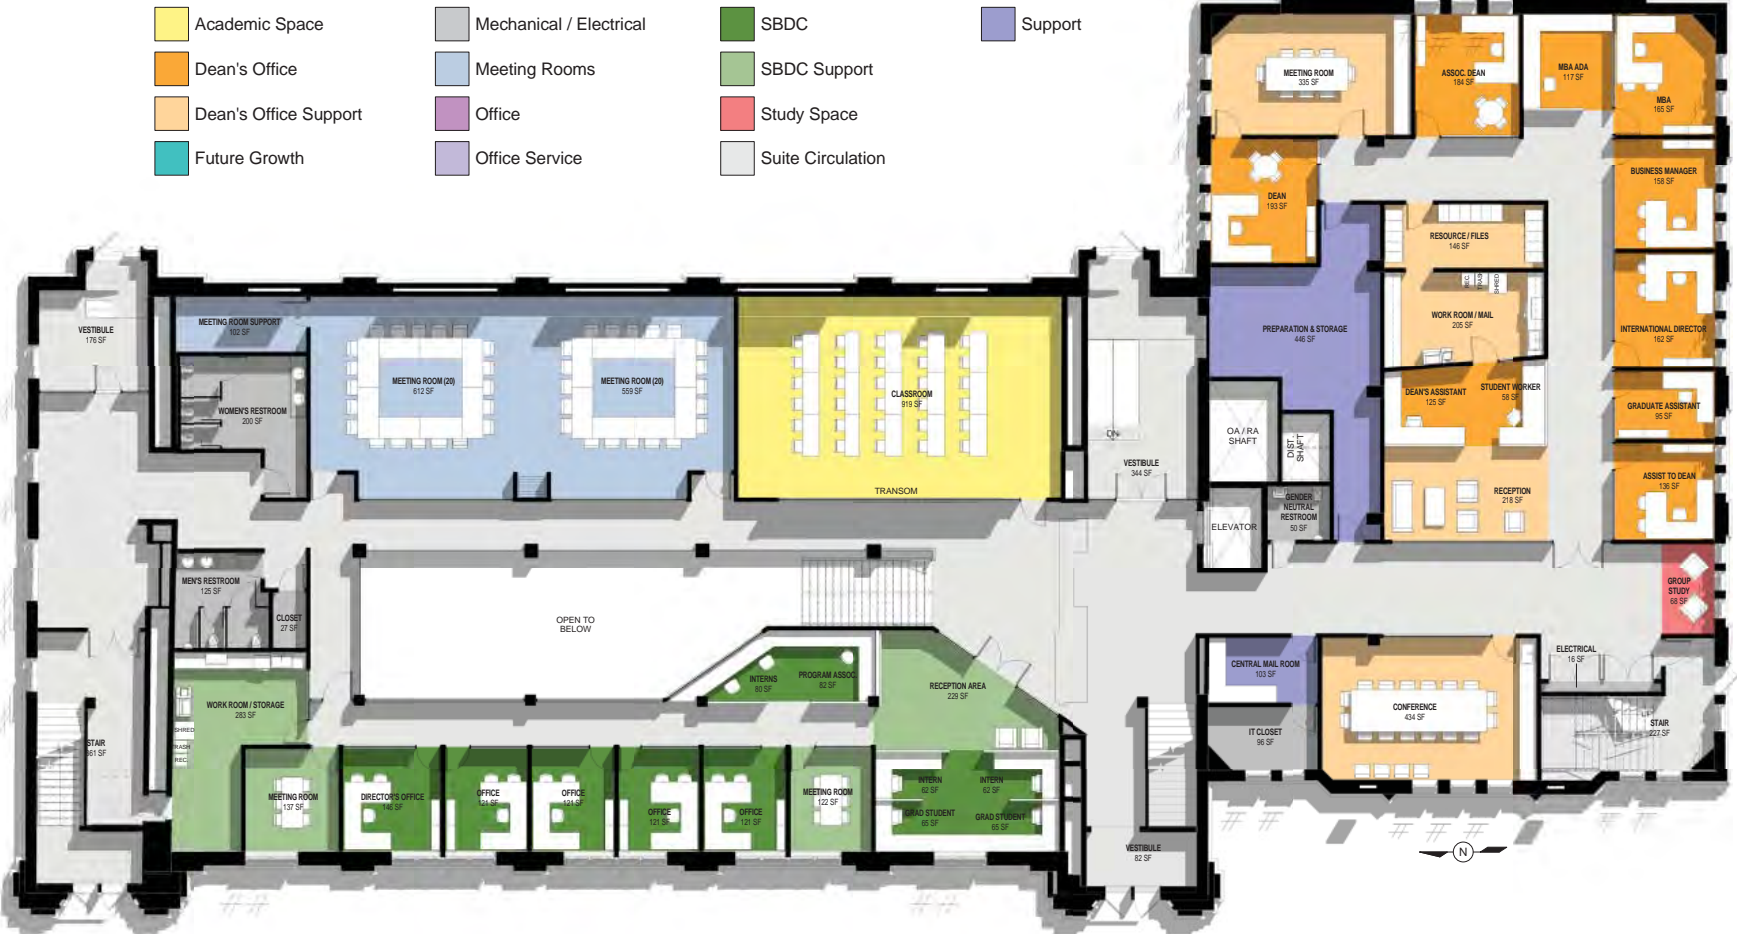 Academic Space
Dean's Office
Dean's Office Support
Future Growth
Mechanical / Electrical
Meeting Rooms
Office
Office Service
SBDC
SBDC Support
Study Space
Suite Circulation
Support
MEETING ROOM
335 SF
ASSOC. DEAN
184 SF
MBA ADA
117 SF
MBA
165 SF
DEAN
193 SF
BUSINESS MANAGER
158 SF
RESOURCE / FILES
146 SF
REC.
TRASH
SHRED
WORK ROOM / MAIL
205 SF
INTERNATIONAL DIRECTOR
162 SF
PREPARATION & STORAGE
446 SF
DEAN'S ASSISTANT
125 SF
STUDENT WORKER
58 SF
GRADUATE ASSISTANT
95 SF
ASSIST TO DEAN
136 SF
RECEPTION
218 SF
OA / RA
SHAFT
DIST.
SHAFT
GENDER
NEUTRAL
RESTROOM
50 SF
ELEVATOR
VESTIBULE
176 SF
MEETING ROOM SUPPORT
102 SF
WOMEN'S RESTROOM
200 SF
MEETING ROOM (20)
612 SF
MEETING ROOM (20)
559 SF
CLASSROOM
919 SF
TRANSOM
DN
VESTIBULE
344 SF
GROUP
STUDY
68 SF
MEN'S RESTROOM
125 SF
CLOSET
27 SF
OPEN TO
BELOW
INTERNS
80 SF
PROGRAM ASSOC.
82 SF
RECEPTION AREA
229 SF
CENTRAL MAIL ROOM
103 SF
IT CLOSET
96 SF
CONFERENCE
434 SF
ELECTRICAL
16 SF
STAIR
227 SF
WORK ROOM / STORAGE
283 SF
SHRED
TRASH
REC.
STAIR
361 SF
MEETING ROOM
137 SF
DIRECTOR'S OFFICE
146 SF
OFFICE
121 SF
OFFICE
121 SF
OFFICE
121 SF
OFFICE
121 SF
MEETING ROOM
122 SF
INTERN
62 SF
INTERN
62 SF
GRAD STUDENT
65 SF
GRAD STUDENT
65 SF
VESTIBULE
82 SF
N